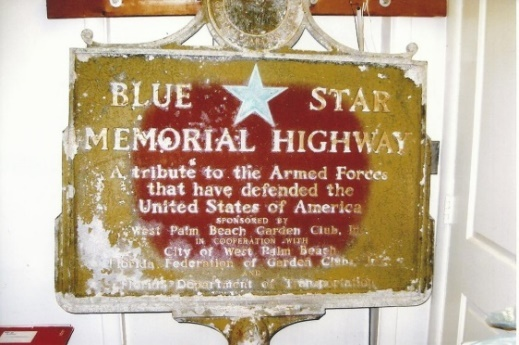 BLUE STAR
MEMORIAL HIGHWAY
A tribute to the Armed Forces
that have defended the
United States of America
SPONSORED BY
West Palm Beach Garden Club, Inc.
IN COOPERATION WITH
City of West Palm Beach
Florida Federation of Garden Clubs,
AND
Florida Department of Transportation